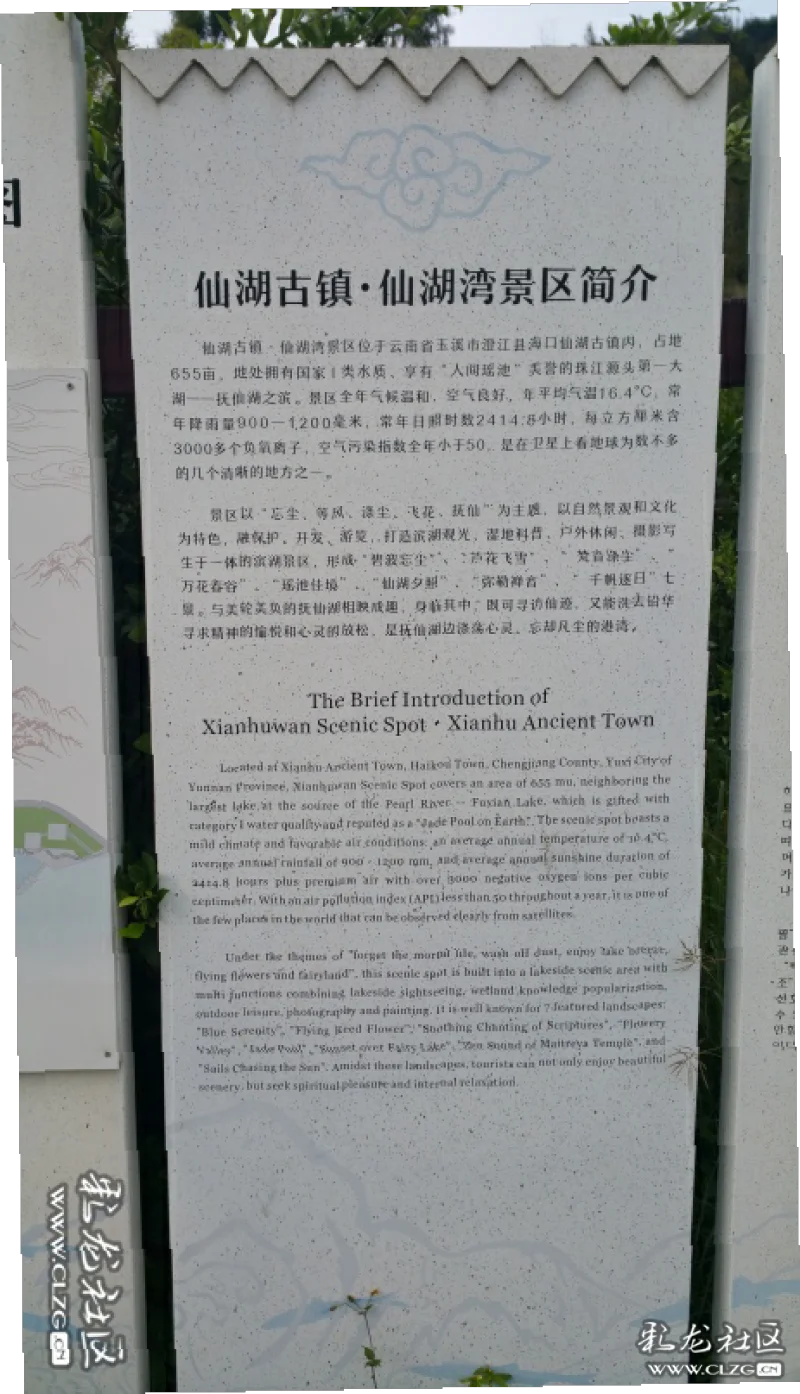 图
仙湖古镇·仙湖湾景区简介
仙湖古镇·仙湖湾景区位于云南省玉溪市澄江县海口仙湖古镇内,占地
655亩,地处拥有国家I类水质、享有“人间瑶池”美誉的珠江源头第一大
湖——抚仙湖之滨。景区全年气候温和,空气良好,年平均气温16.4°C,常
年降雨量900—1,200毫米,常年日照时数2414.8小时,每立方厘米含
3000多个负氧离子,空气污染指数全年小于50,是在卫星上看地球为数不多
的几个清晰的地方之一。
景区以“忘尘、等风、涤尘、飞花、抚仙”为主题,以自然景观和文化
为特色,融保护、开发、游览,打造滨湖观光,湿地科普、户外休闲、摄影写
生于一体的滨湖景区,形成“碧波忘尘”、“芦花飞雪”、“梵音涤尘”、“
万花春谷”、“瑶池佳境”、“仙湖夕照”、“弥勒禅音”、“千帆逐日”七
景。与美轮美奂的抚仙湖相映成趣,身临其中,既可寻访仙迹,又能洗去铅华
寻求精神的愉悦和心灵的放松,是抚仙湖边涤荡心灵、忘却凡尘的港湾。
The Brief Introduction of
Xianhuwan Scenic Spot · Xianhu Ancient Town
Located at Xianhu Ancient Town, Haikou Town, Chengjiang County, Yuxi City of
Yunnan Province, Xianhuwan Scenic Spot covers an area of 655 mu, neighboring the
largest lake at the source of the Pearl River -- Fuxian Lake, which is gifted with
category I water quality and reputed as a "Jade Pool on Earth". The scenic spot boasts a
mild climate and favorable air conditions: an average annual temperature of 16.4°C,
average annual rainfall of 900 - 1200 mm, and average annual sunshine duration of
2414.8 hours plus premium air with over 3000 negative oxygen ions per cubic
centimeter. With an air pollution index (API) less than 50 throughout a year, it is one of
the few places in the world that can be observed clearly from satellites.
Under the themes of "forget the mortal life, wash off dust, enjoy lake breeze,
flying flowers and fairyland", this scenic spot is built into a lakeside scenic area with
multi functions combining lakeside sightseeing, wetland knowledge popularization,
outdoor leisure, photography and painting. It is well known for 7 featured landscapes:
"Blue Serenity", "Flying Reed Flower", "Soothing Chanting of Scriptures", "Flowery
Valley", "Jade Pool", "Sunset over Fairy Lake", "Zen Sound of Maitreya Temple", and
"Sails Chasing the Sun". Amidst those landscapes, tourists can not only enjoy beautiful
scenery, but seek spiritual pleasure and internal relaxation.
彩龙社区
www.CLZG.CN
彩龙社区
www.CLZG.CN